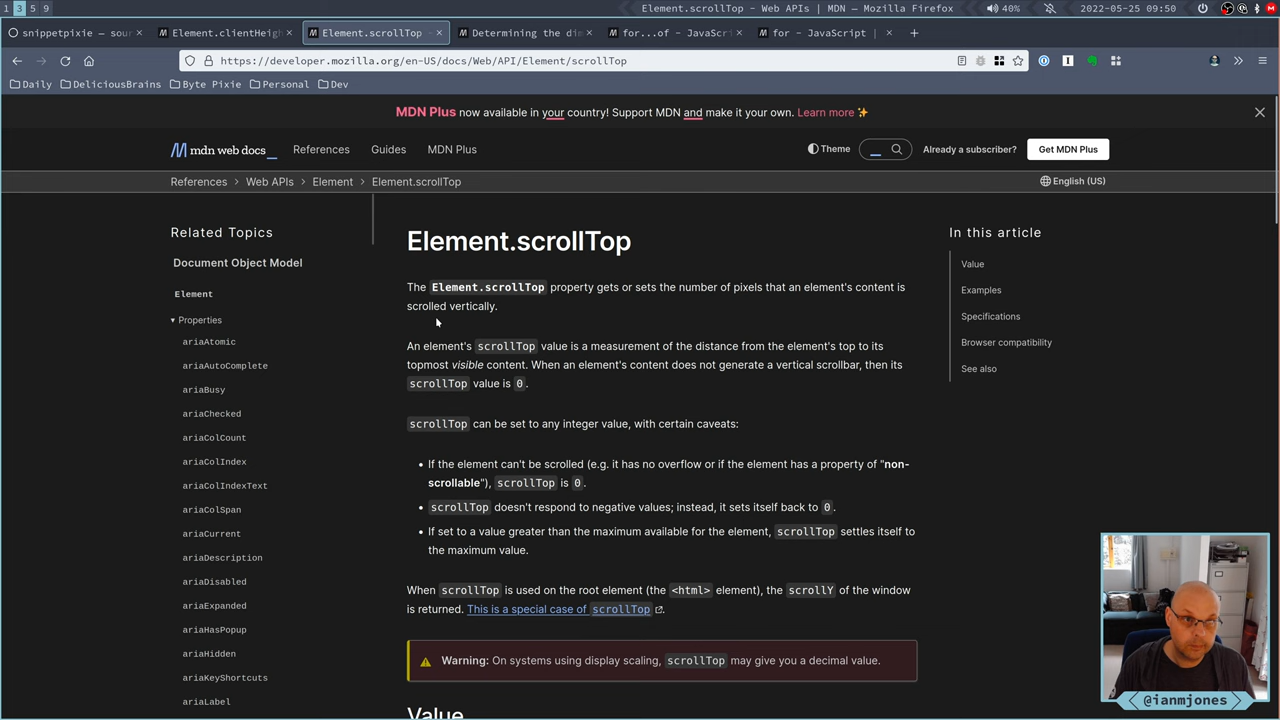 1 3 5 9
Element.scrollTop - Web APIs | MDN — Mozilla Firefox
40%
2022-05-25 09:50
snippetpixie — sour
Element.clientHeigh
Element.scrollTop -
Determining the dim
for...of - JavaScri
for - JavaScript |
https://developer.mozilla.org/en-US/docs/Web/API/Element/scrollTop
Daily
DeliciousBrains
Byte Pixie
Personal
Dev
MDN Plus now available in your country! Support MDN and make it your own. Learn more ✨
mdn web docs
References
Guides
MDN Plus
Theme
Already a subscriber?
Get MDN Plus
References > Web APIs > Element > Element.scrollTop
English (US)
Related Topics
Document Object Model
Element
Properties
ariaAtomic
ariaAutoComplete
ariaBusy
ariaChecked
ariaColCount
ariaColIndex
ariaColIndexText
ariaColSpan
ariaCurrent
ariaDescription
ariaDisabled
ariaExpanded
ariaHasPopup
ariaHidden
ariaKeyShortcuts
ariaLabel
Element.scrollTop
The Element.scrollTop property gets or sets the number of pixels that an element's content is
scrolled vertically.
An element's scrollTop value is a measurement of the distance from the element's top to its
topmost visible content. When an element's content does not generate a vertical scrollbar, then its
scrollTop value is 0.
scrollTop can be set to any integer value, with certain caveats:
• If the element can't be scrolled (e.g. it has no overflow or if the element has a property of "non-
scrollable"), scrollTop is 0.
• scrollTop doesn't respond to negative values; instead, it sets itself back to 0.
• If set to a value greater than the maximum available for the element, scrollTop settles itself to
the maximum value.
When scrollTop is used on the root element (the <html> element), the scrollY of the window
is returned. This is a special case of scrollTop.
Warning: On systems using display scaling, scrollTop may give you a decimal value.
Value
In this article
Value
Examples
Specifications
Browser compatibility
See also
@ianmjones